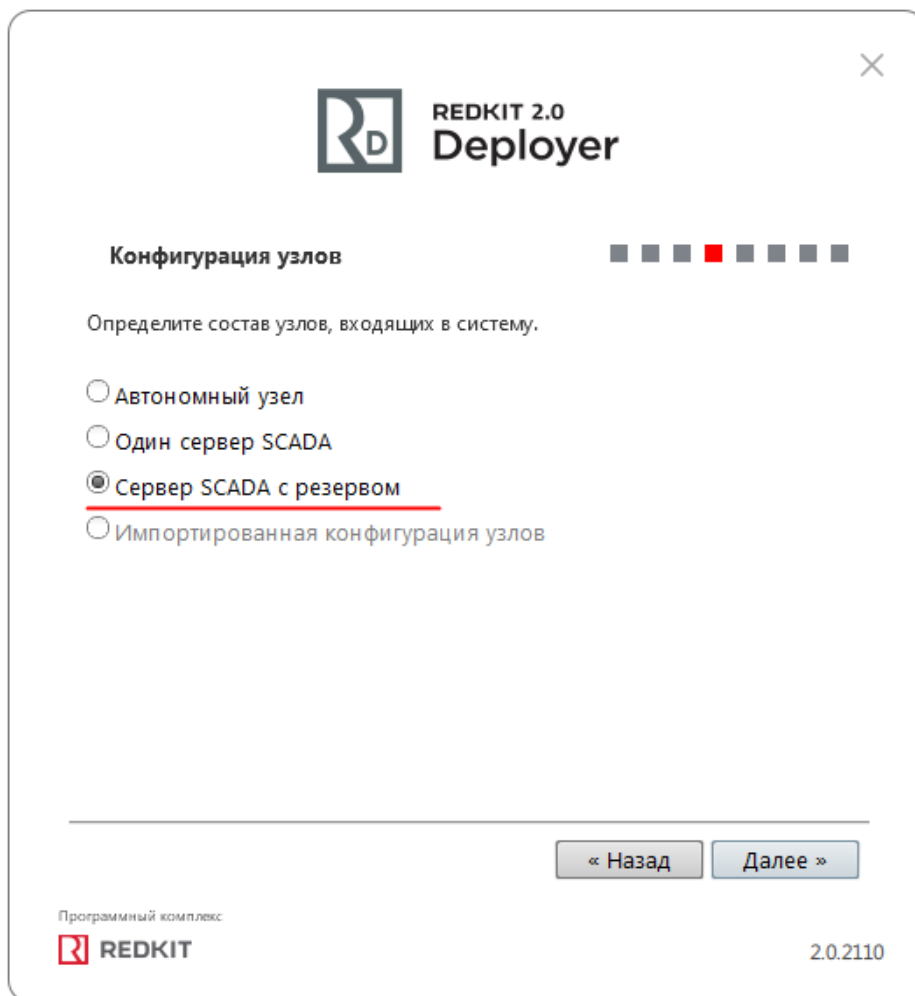 REDKIT 2.0
Deployer
Конфигурация узлов
Определите состав узлов, входящих в систему.
Автономный узел
Один сервер SCADA
Сервер SCADA с резервом
Импортированная конфигурация узлов
« Назад
Далее »
Программный комплекс
REDKIT
2.0.2110